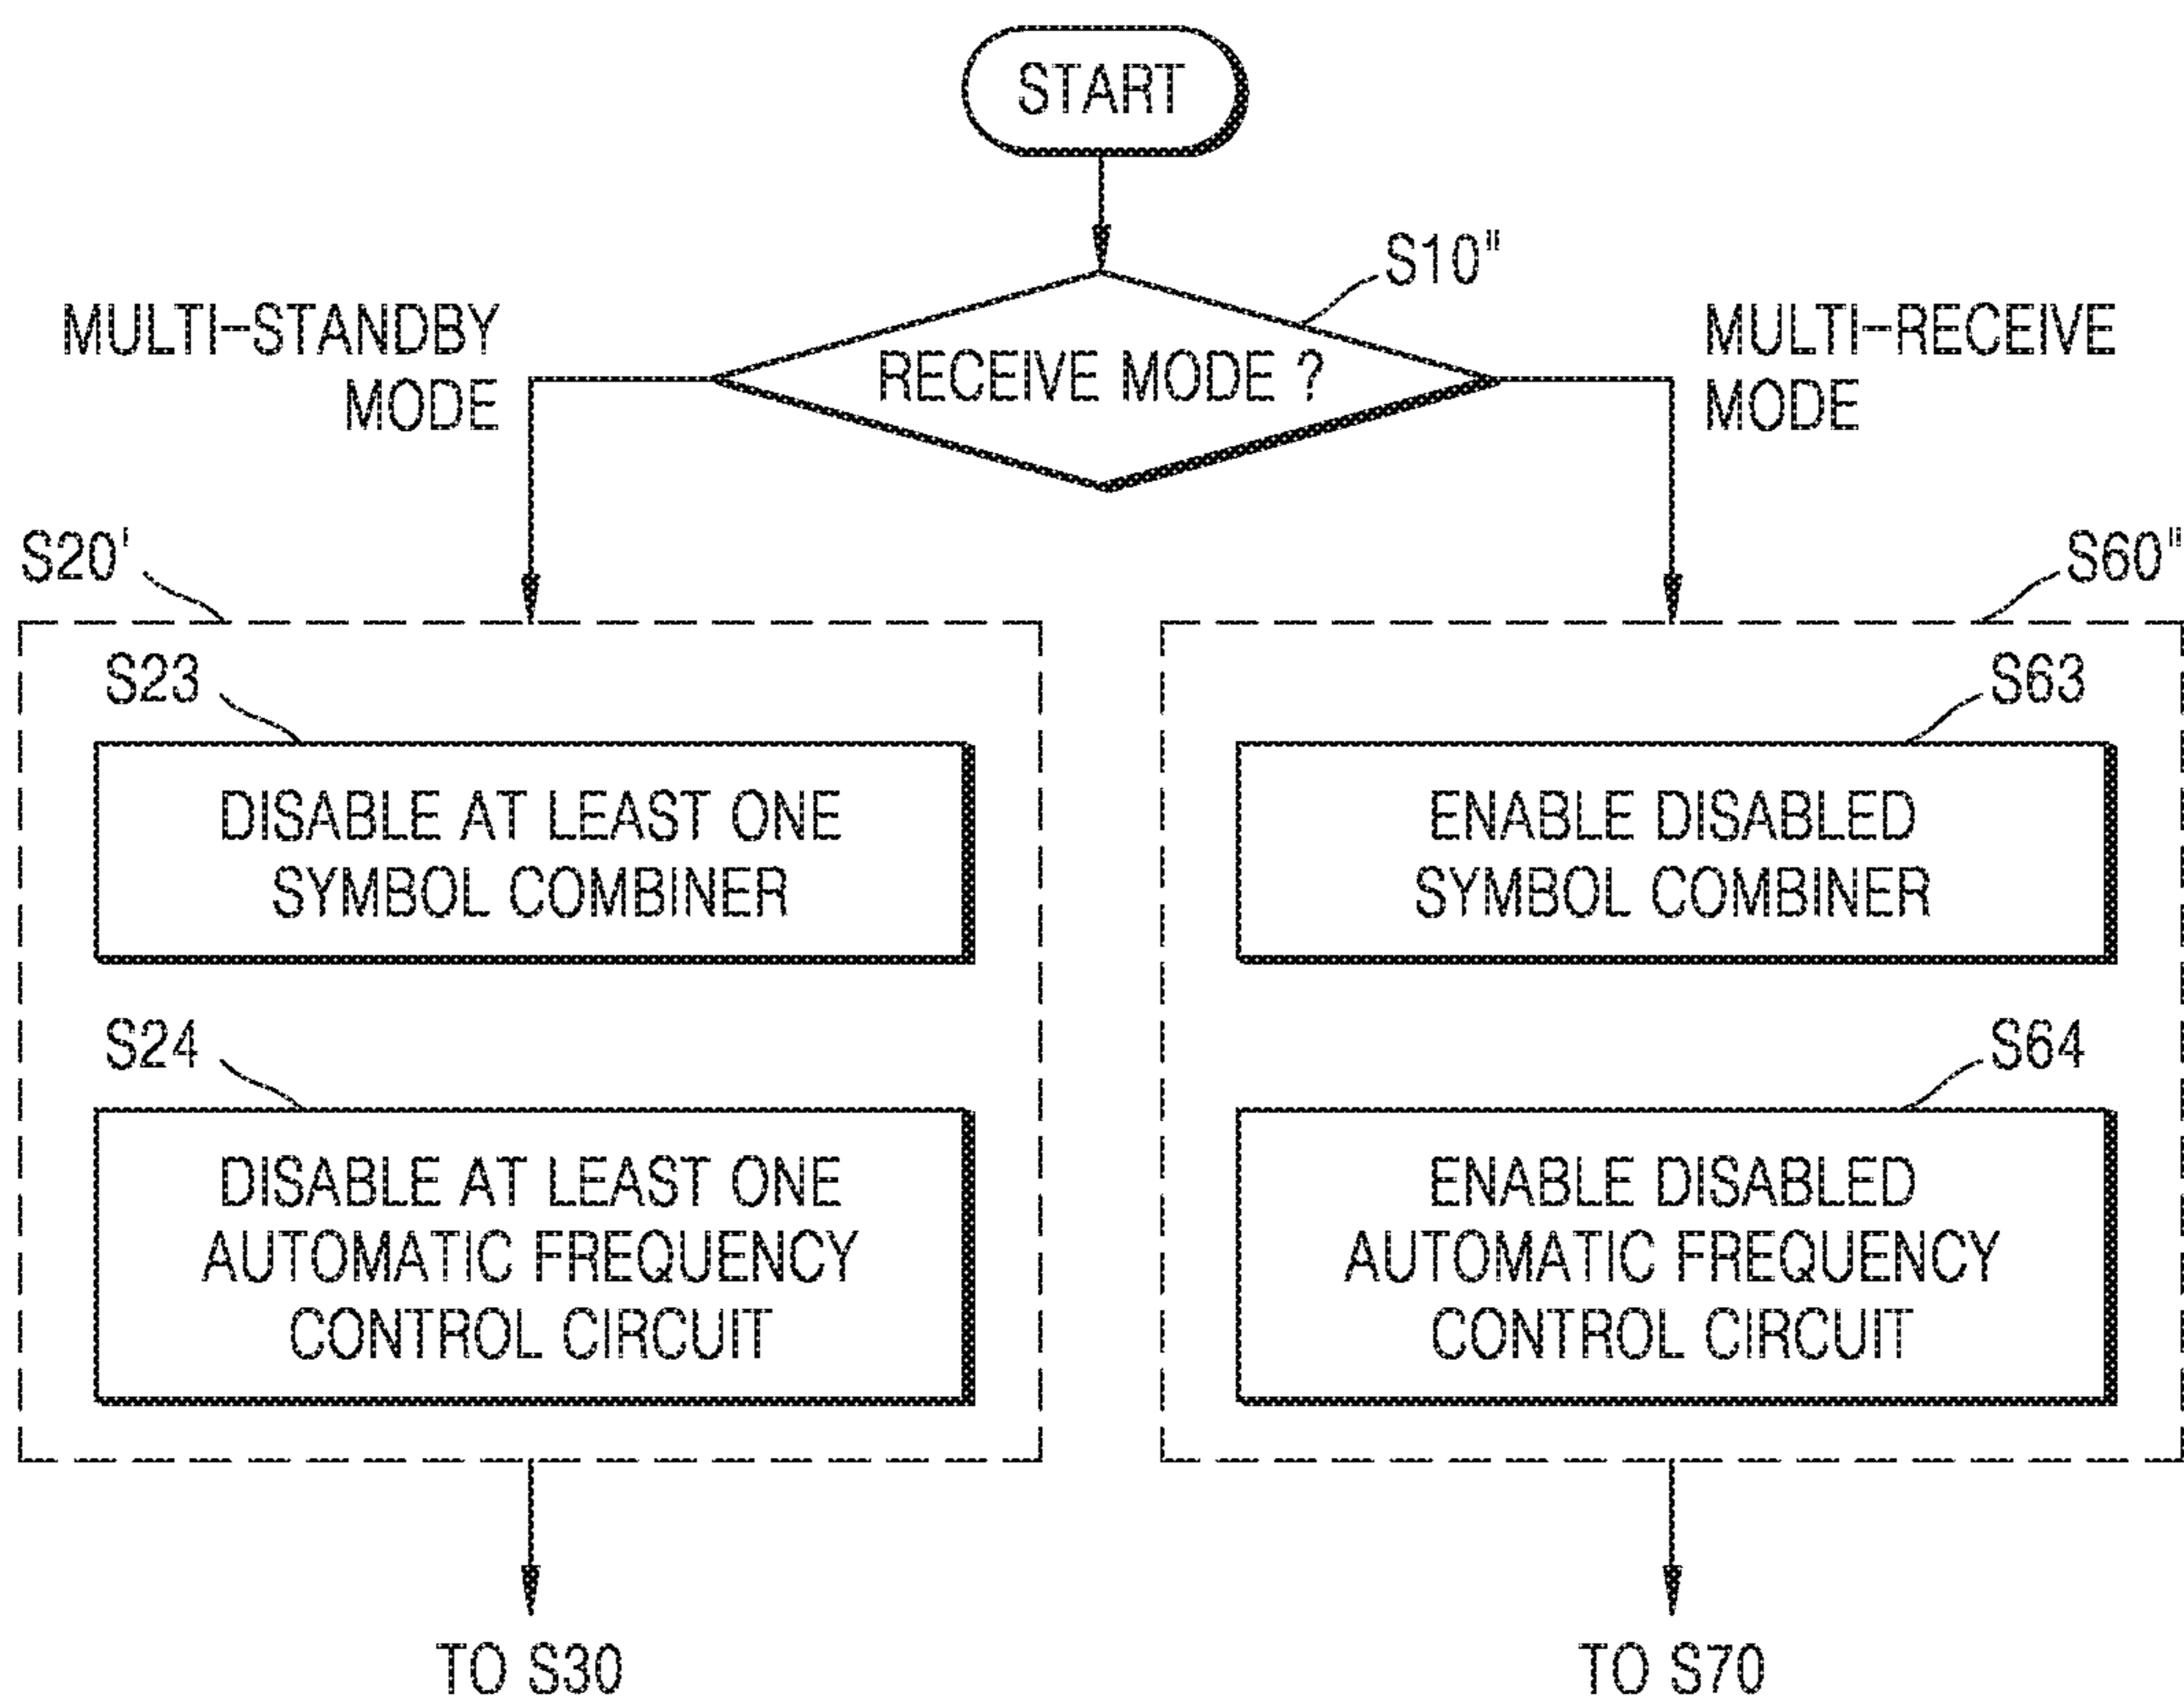 START
S10"
MULTI-STANDBY
MODE
RECEIVE MODE ?
MULTI-RECEIVE
MODE
S20'
S60"
S23
DISABLE AT LEAST ONE
SYMBOL COMBINER
S24
DISABLE AT LEAST ONE
AUTOMATIC FREQUENCY
CONTROL CIRCUIT
TO S30
S63
ENABLE DISABLED
SYMBOL COMBINER
S64
ENABLE DISABLED
AUTOMATIC FREQUENCY
CONTROL CIRCUIT
TO S70